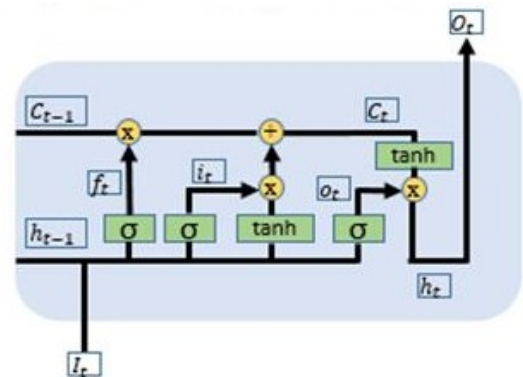 O_t
C_{t-1} x ÷ C_t
tanh
f_t i_t x o_t x
h_{t-1} σ σ tanh σ
h_t
I_t